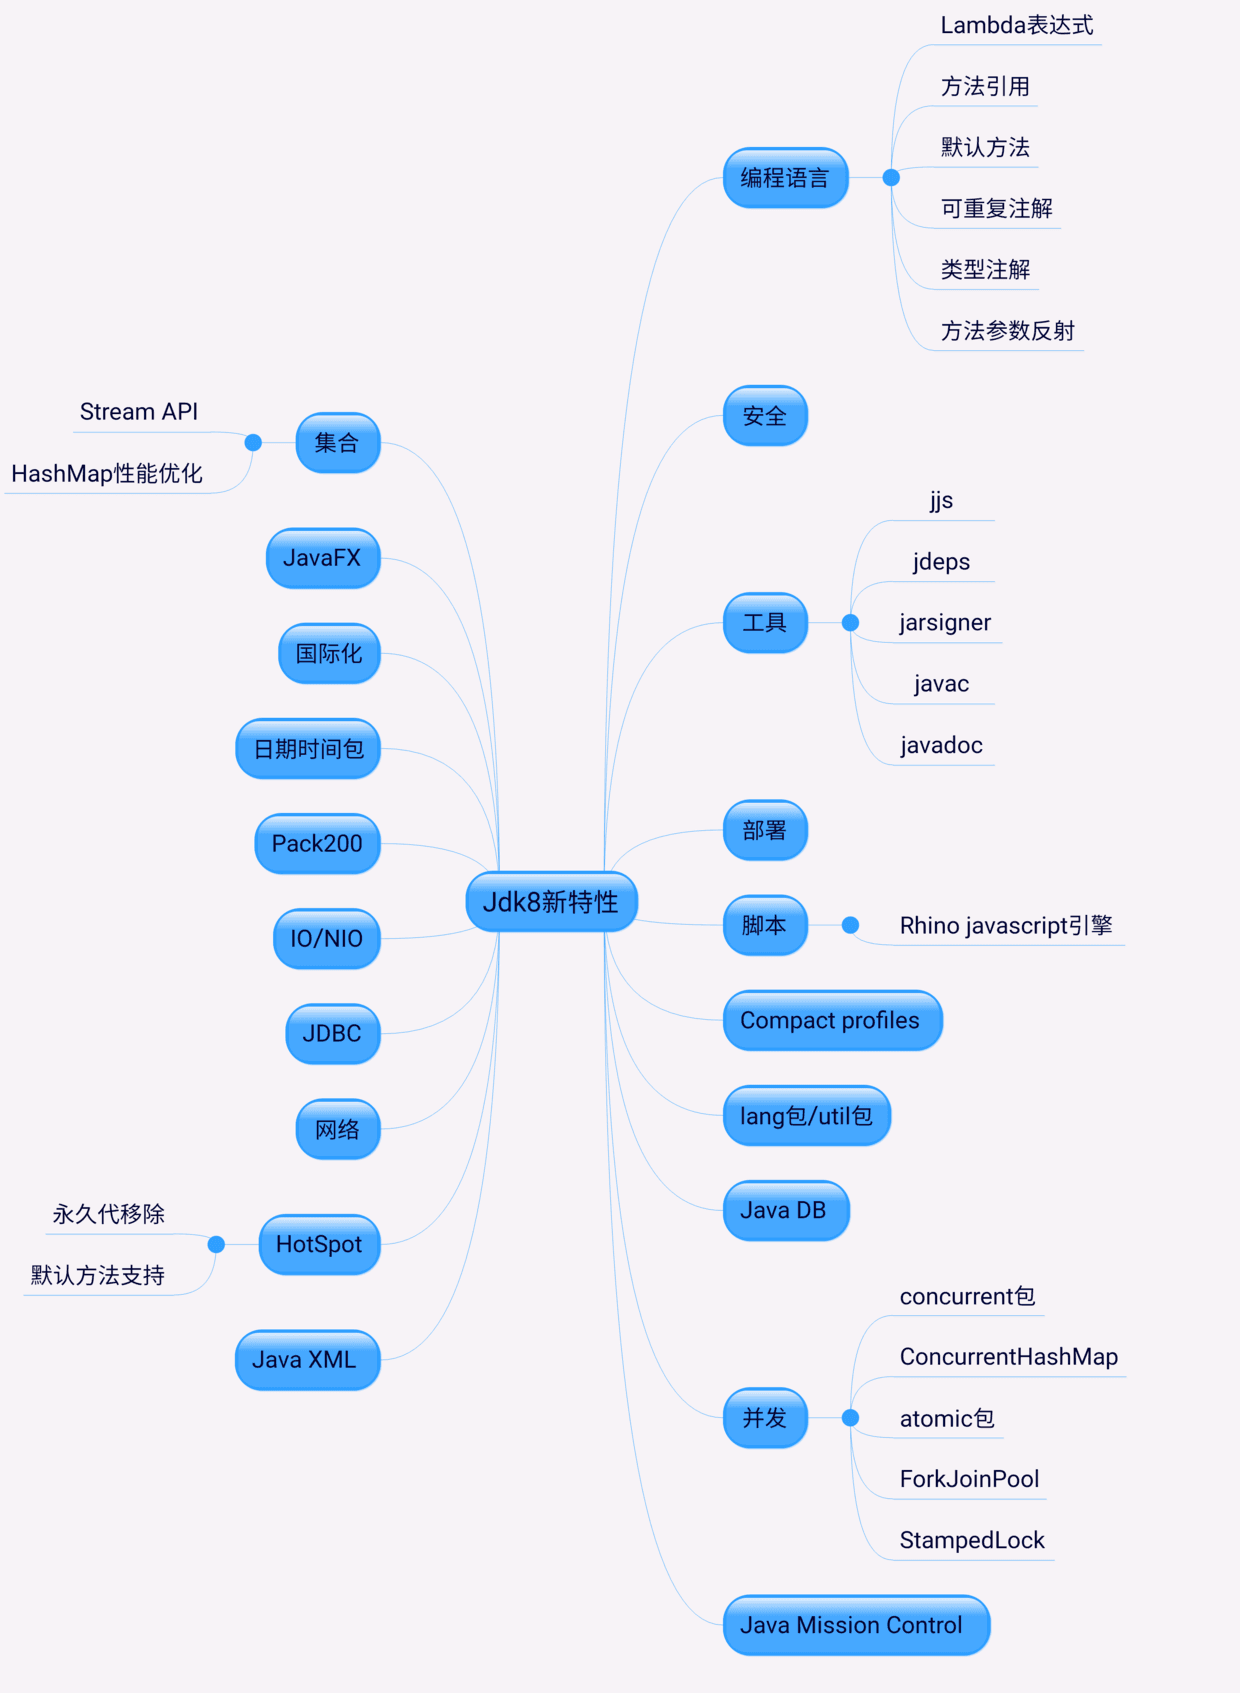 Jdk8新特性
编程语言
Lambda表达式
方法引用
默认方法
可重复注解
类型注解
方法参数反射
安全
工具
jjs
jdeps
jarsigner
javac
javadoc
部署
脚本
Rhino javascript引擎
Compact profiles
lang包/util包
Java DB
并发
concurrent包
ConcurrentHashMap
atomic包
ForkJoinPool
StampedLock
Java Mission Control
集合
Stream API
HashMap性能优化
JavaFX
国际化
日期时间包
Pack200
IO/NIO
JDBC
网络
HotSpot
永久代移除
默认方法支持
Java XML